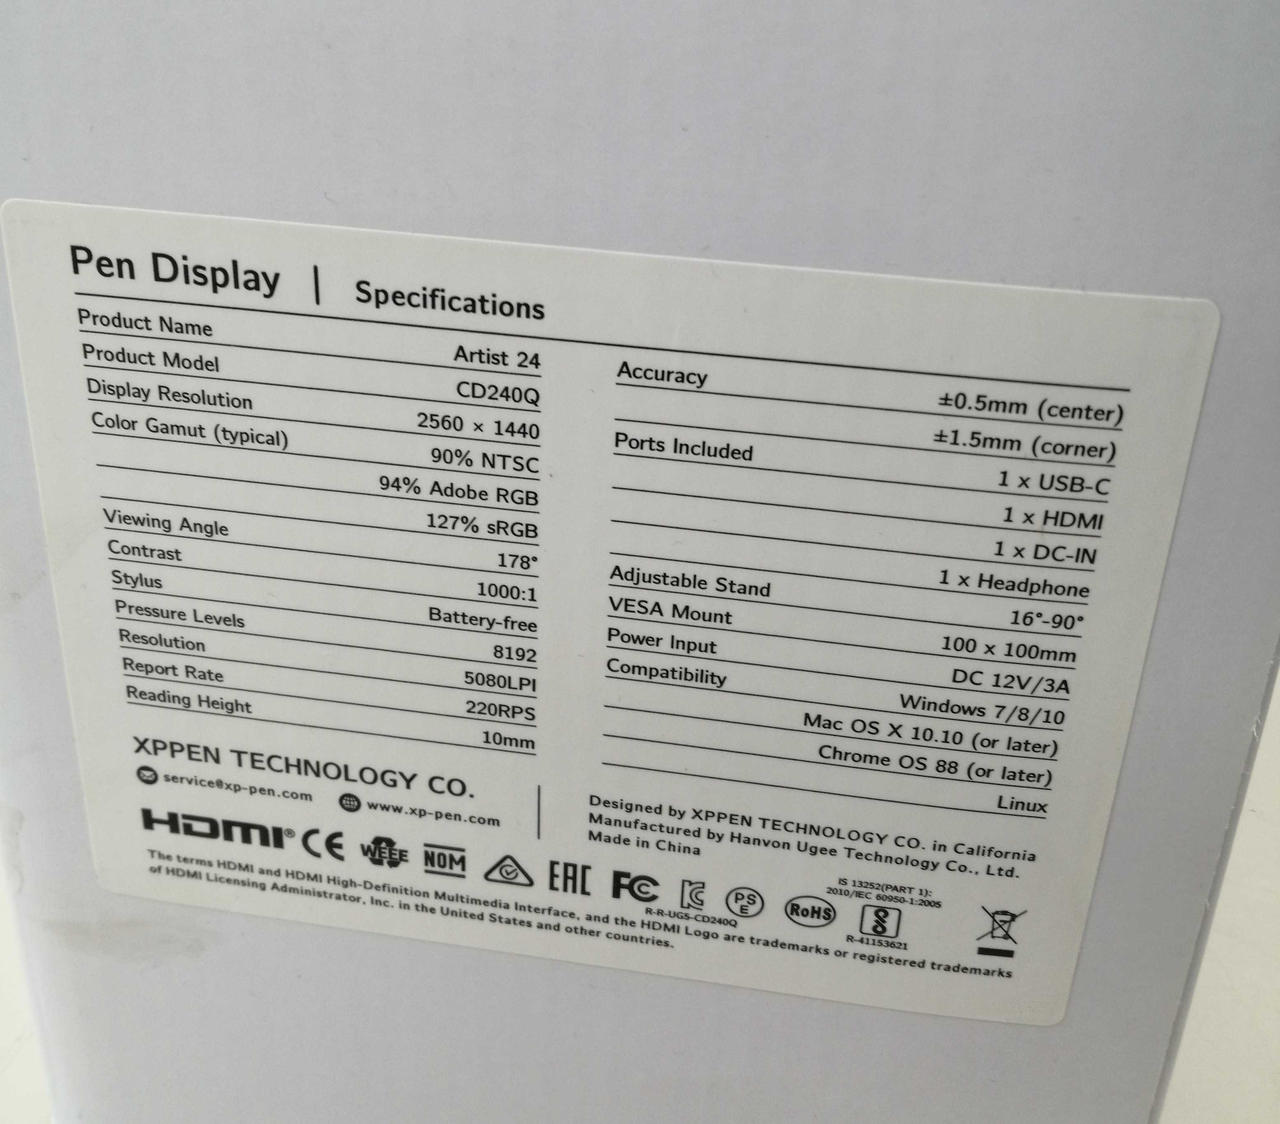 Pen Display | Specifications
Product Name Artist 24
Product Model CD240Q
Display Resolution 2560 × 1440
Color Gamut (typical) 90% NTSC
94% Adobe RGB
127% sRGB
Viewing Angle 178°
Contrast 1000:1
Stylus Battery-free
Pressure Levels 8192
Resolution 5080LPI
Report Rate 220RPS
Reading Height 10mm
Accuracy ±0.5mm (center)
±1.5mm (corner)
Ports Included 1 x USB-C
1 x HDMI
1 x DC-IN
1 x Headphone
Adjustable Stand 16°-90°
VESA Mount 100 x 100mm
Power Input DC 12V/3A
Compatibility Windows 7/8/10
Mac OS X 10.10 (or later)
Chrome OS 88 (or later)
Linux
XPPEN TECHNOLOGY CO.
service@xp-pen.com www.xp-pen.com
Designed by XPPEN TECHNOLOGY CO. in California
Manufactured by Hanvon Ugee Technology Co., Ltd.
Made in China
HDMI® CE WEEE NOM EAC FC R-R-UGS-CD240Q PSE RoHS
IS 13252(PART 1):
2010/IEC 60950-1:2005
R-41153621
The terms HDMI and HDMI High-Definition Multimedia Interface, and the HDMI Logo are trademarks or registered trademarks
of HDMI Licensing Administrator, Inc. in the United States and other countries.